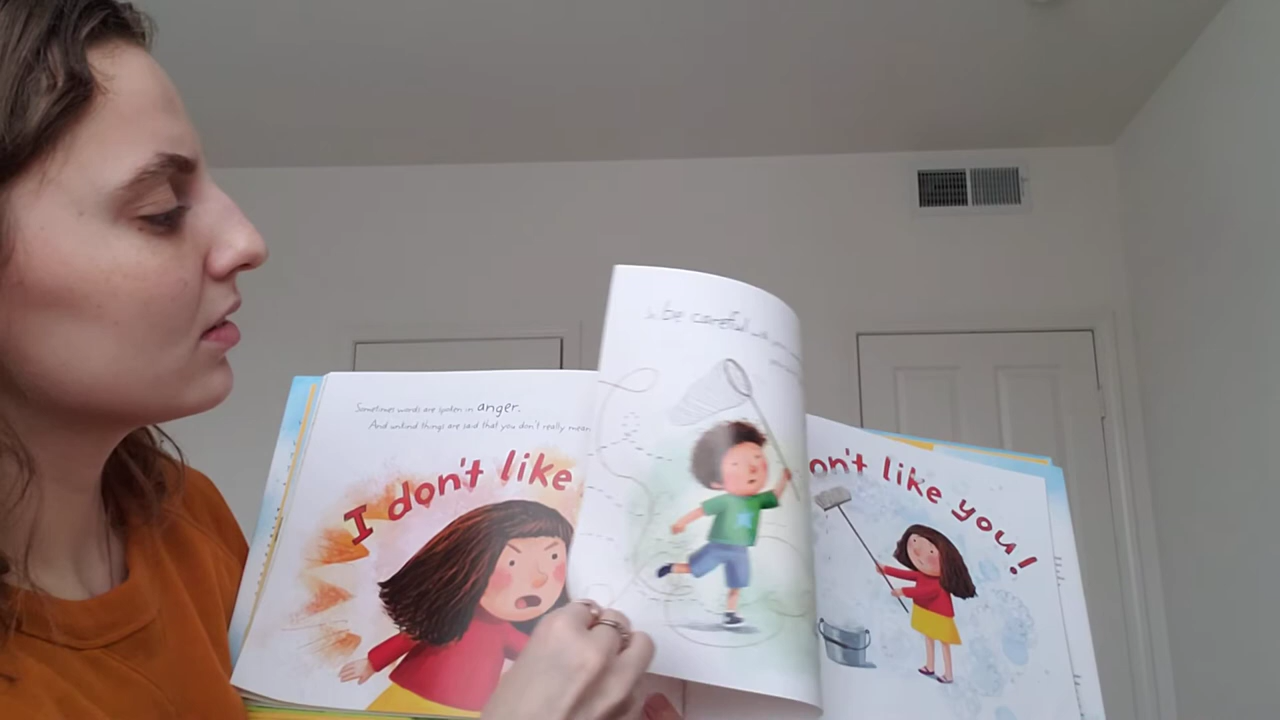 Sometimes words are spoken in anger.
And unkind things are said that you don't really mean
I don't like
be careful
on't like you!